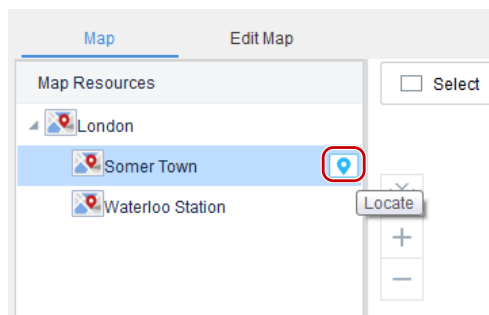 Map Edit Map
Map Resources
Select
London
Somer Town
Locate
Waterloo Station